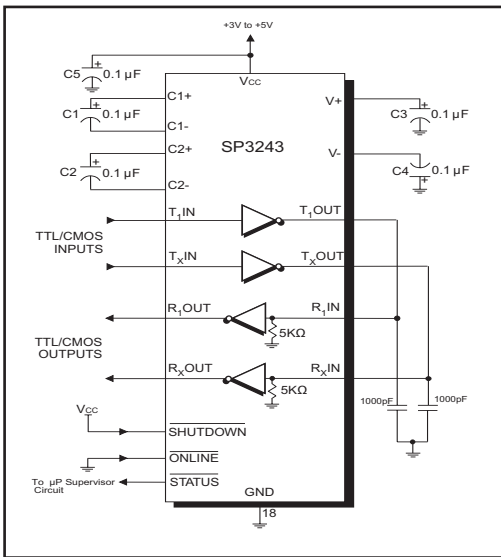 +3V to +5V
VCC
C5 + 0.1 µF
C1 + 0.1 µF
C1+
C1-
C2 + 0.1 µF
C2+
C2-
SP3243
V+
C3 + 0.1 µF
V-
C4 + 0.1 µF
TTL/CMOS
INPUTS
T1IN
T1OUT
TXIN
TXOUT
TTL/CMOS
OUTPUTS
R1OUT
R1IN
5KΩ
RXOUT
RXIN
5KΩ
1000pF
1000pF
VCC
SHUTDOWN
ONLINE
To µP Supervisor
Circuit
STATUS
GND
18